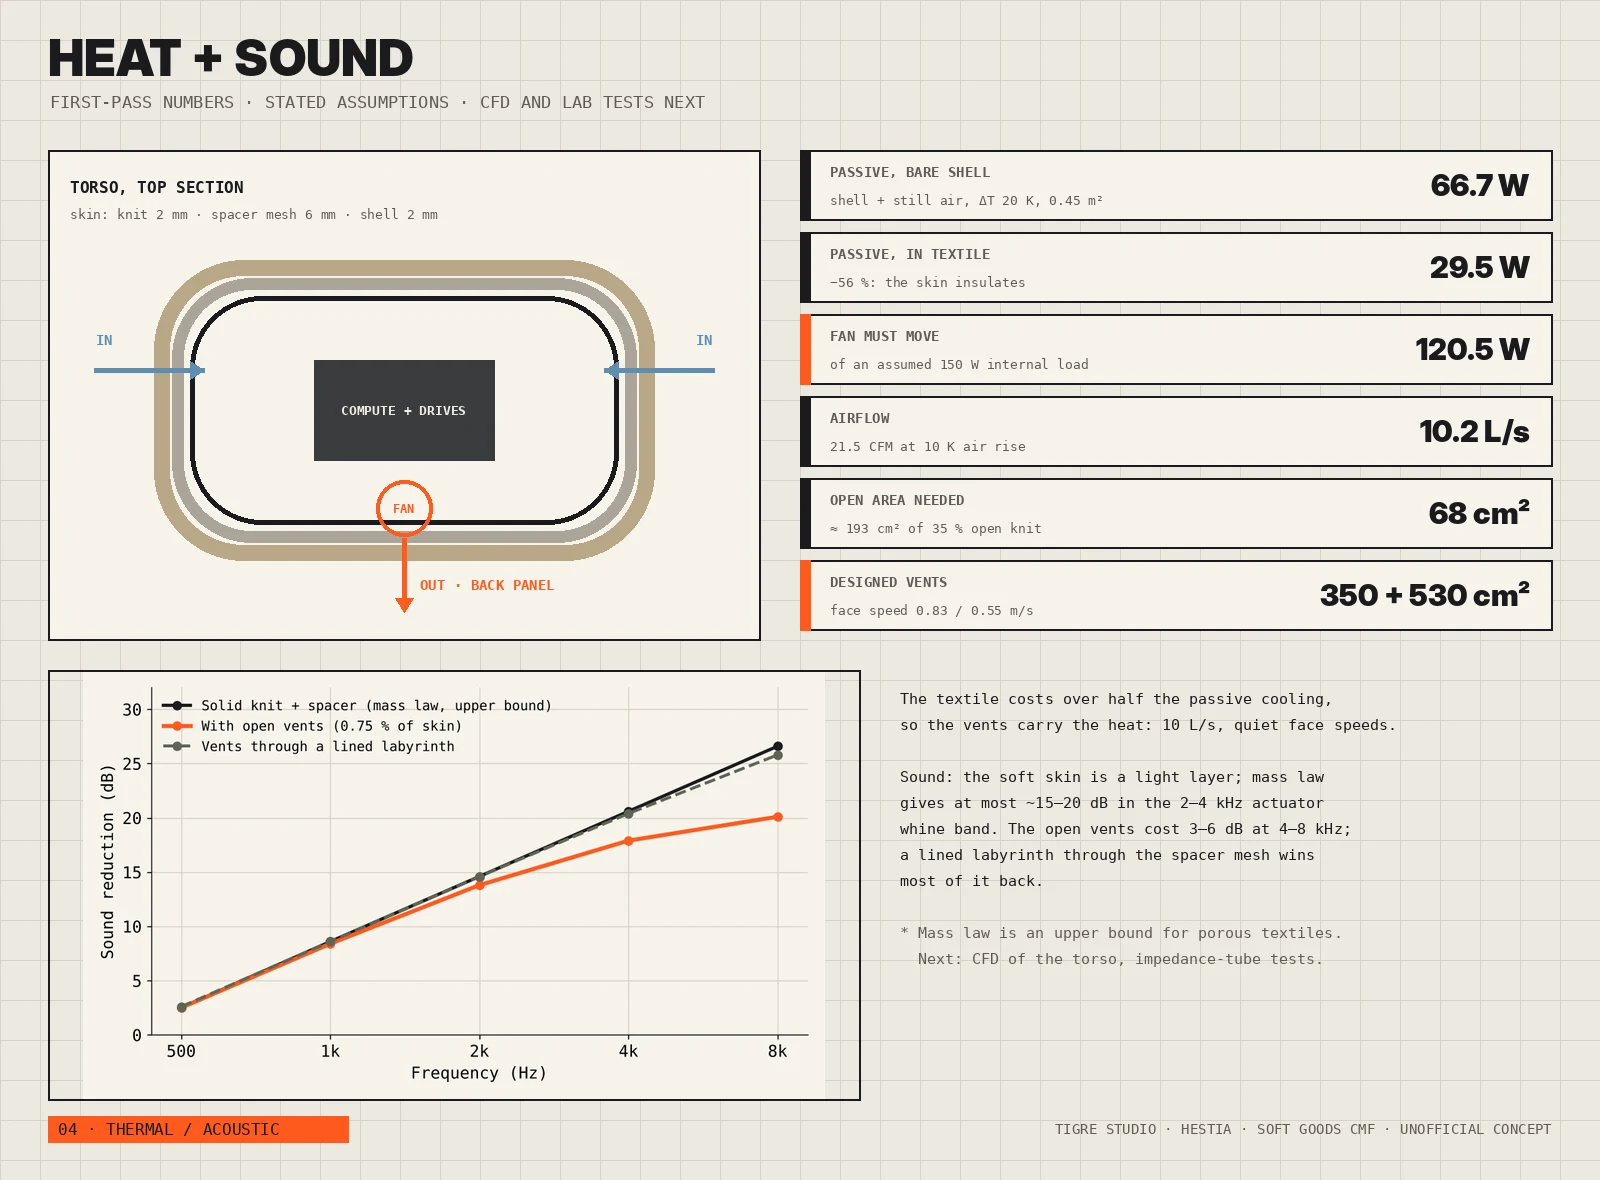 HEAT + SOUND
FIRST-PASS NUMBERS · STATED ASSUMPTIONS · CFD AND LAB TESTS NEXT
TORSO, TOP SECTION
skin: knit 2 mm · spacer mesh 6 mm · shell 2 mm
IN
IN
COMPUTE + DRIVES
FAN
OUT · BACK PANEL
PASSIVE, BARE SHELL
shell + still air, ΔT 20 K, 0.45 m²
66.7 W
PASSIVE, IN TEXTILE
−56 %: the skin insulates
29.5 W
FAN MUST MOVE
of an assumed 150 W internal load
120.5 W
AIRFLOW
21.5 CFM at 10 K air rise
10.2 L/s
OPEN AREA NEEDED
≈ 193 cm² of 35 % open knit
68 cm²
DESIGNED VENTS
face speed 0.83 / 0.55 m/s
350 + 530 cm²
Solid knit + spacer (mass law, upper bound)
With open vents (0.75 % of skin)
Vents through a lined labyrinth
Sound reduction (dB)
30
25
20
15
10
5
0
500
1k
2k
4k
8k
Frequency (Hz)
The textile costs over half the passive cooling,
so the vents carry the heat: 10 L/s, quiet face speeds.
Sound: the soft skin is a light layer; mass law
gives at most ~15–20 dB in the 2–4 kHz actuator
whine band. The open vents cost 3–6 dB at 4–8 kHz;
a lined labyrinth through the spacer mesh wins
most of it back.
* Mass law is an upper bound for porous textiles.
Next: CFD of the torso, impedance-tube tests.
04 · THERMAL / ACOUSTIC
TIGRE STUDIO · HESTIA · SOFT GOODS CMF · UNOFFICIAL CONCEPT